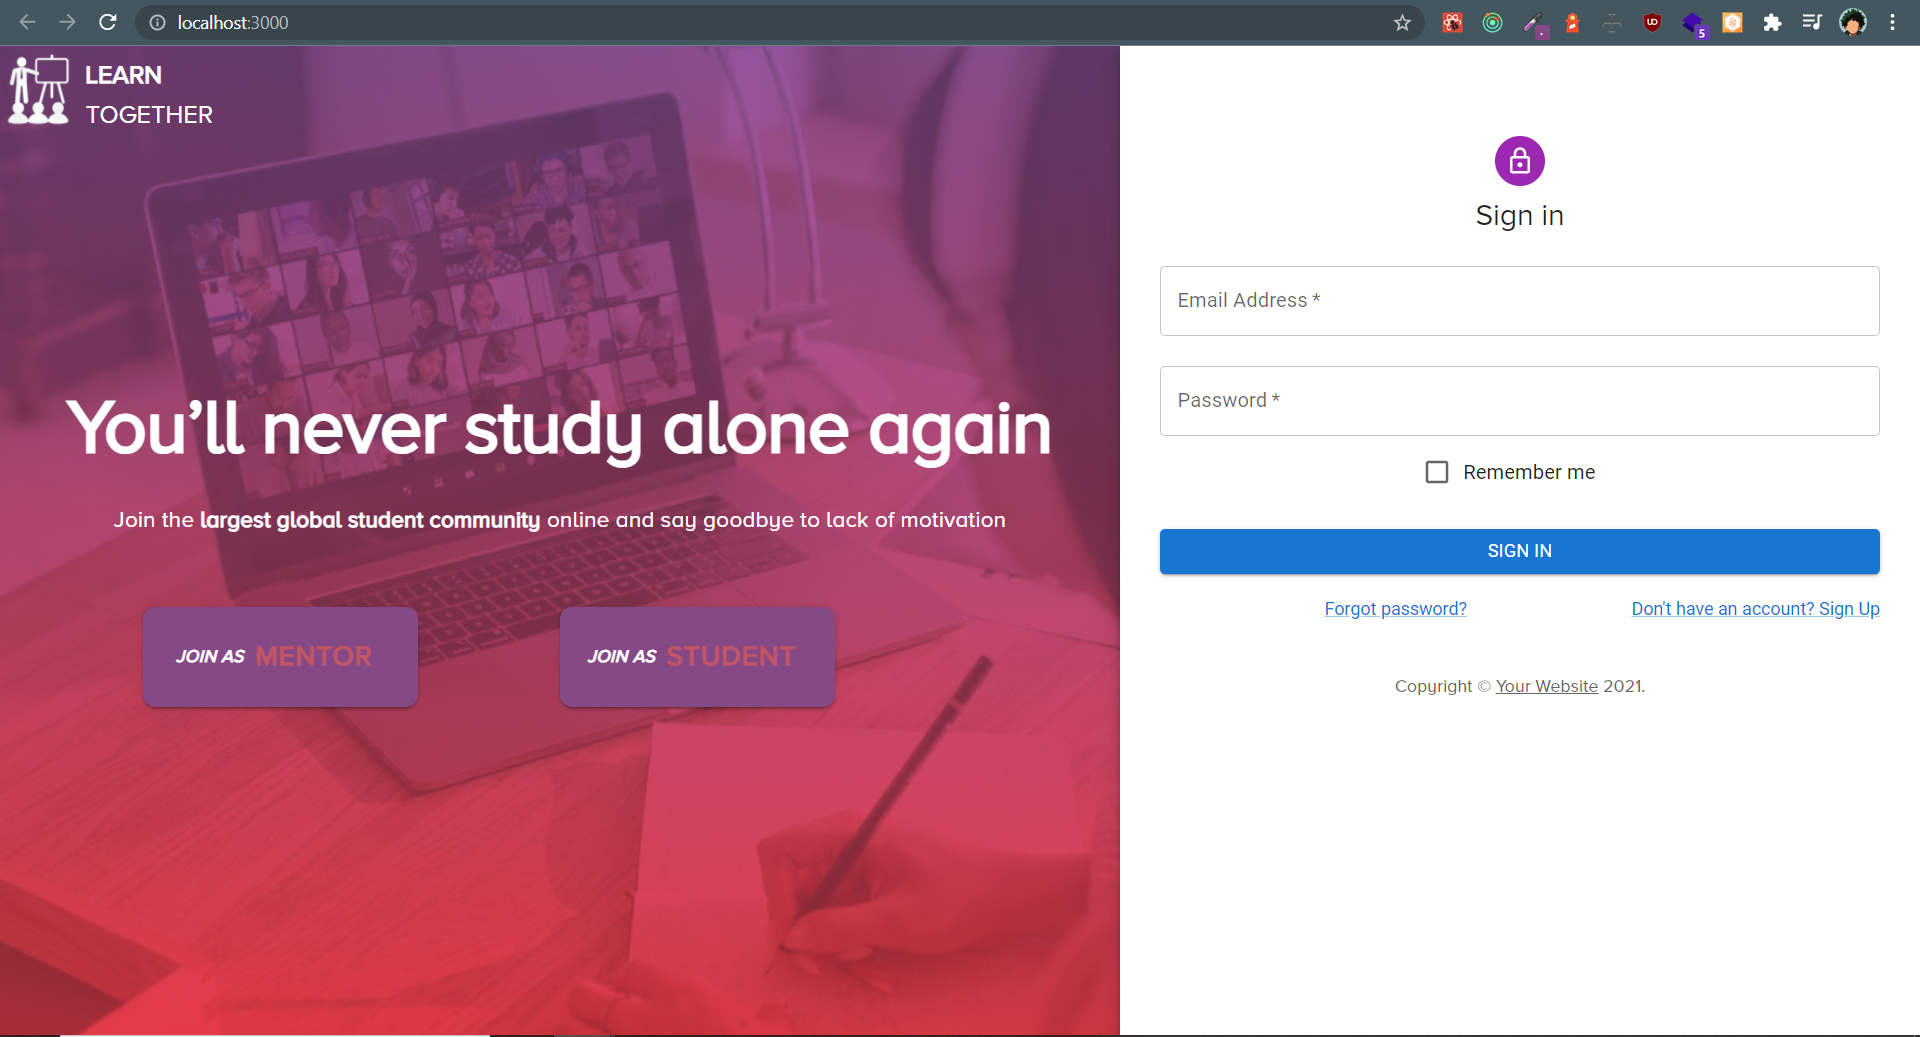 localhost:3000
5
LEARN
TOGETHER
You’ll never study alone again
Join the largest global student community online and say goodbye to lack of motivation
JOIN AS MENTOR
JOIN AS STUDENT
Sign in
Email Address *
Password *
Remember me
SIGN IN
Forgot password?
Don't have an account? Sign Up
Copyright © Your Website 2021.